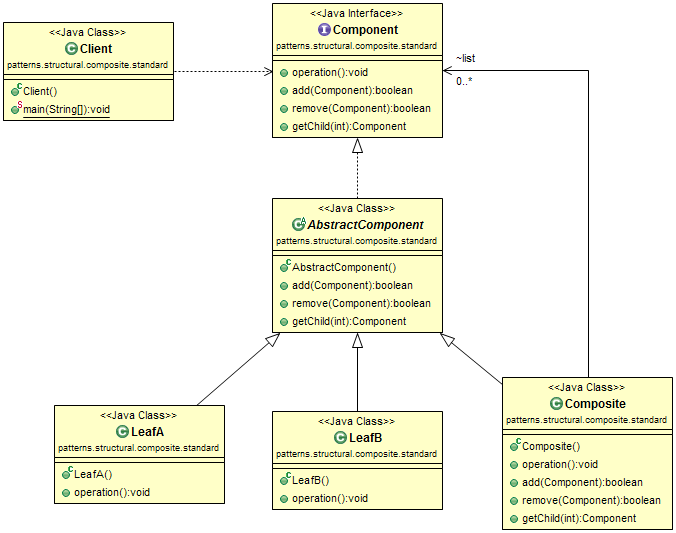 <<Java Class>>
Client
patterns.structural.composite.standard
Client()
main(String[]):void
<<Java Interface>>
Component
patterns.structural.composite.standard
operation():void
add(Component):boolean
remove(Component):boolean
getChild(int):Component
~list
0..*
<<Java Class>>
AbstractComponent
patterns.structural.composite.standard
AbstractComponent()
add(Component):boolean
remove(Component):boolean
getChild(int):Component
<<Java Class>>
LeafA
patterns.structural.composite.standard
LeafA()
operation():void
<<Java Class>>
LeafB
patterns.structural.composite.standard
LeafB()
operation():void
<<Java Class>>
Composite
patterns.structural.composite.standard
Composite()
operation():void
add(Component):boolean
remove(Component):boolean
getChild(int):Component